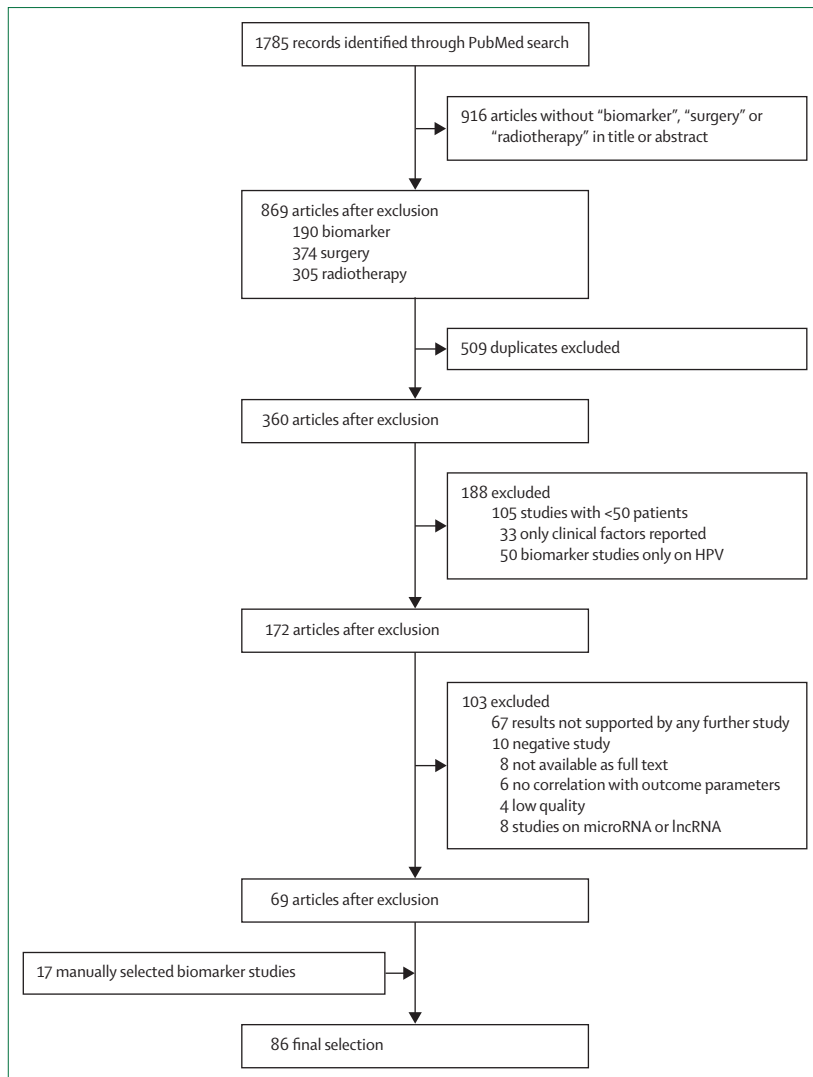 1785 records identified through PubMed search
916 articles without “biomarker”, “surgery” or
“radiotherapy” in title or abstract
869 articles after exclusion
190 biomarker
374 surgery
305 radiotherapy
509 duplicates excluded
360 articles after exclusion
188 excluded
105 studies with <50 patients
33 only clinical factors reported
50 biomarker studies only on HPV
172 articles after exclusion
103 excluded
67 results not supported by any further study
10 negative study
8 not available as full text
6 no correlation with outcome parameters
4 low quality
8 studies on microRNA or lncRNA
69 articles after exclusion
17 manually selected biomarker studies
86 final selection